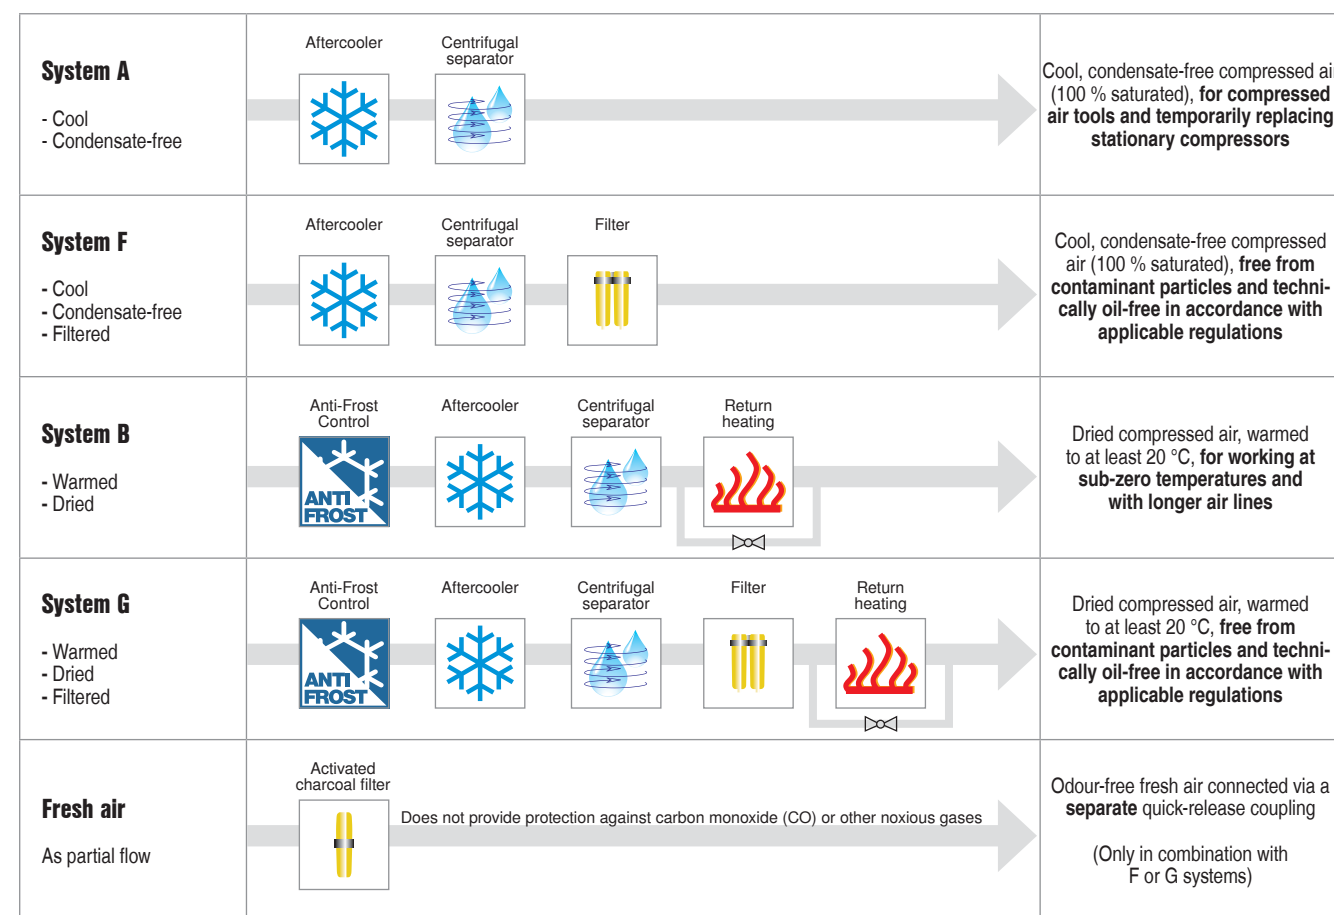 System A
- Cool
- Condensate-free
Aftercooler
Centrifugal
separator
Cool, condensate-free compressed air
(100 % saturated), for compressed
air tools and temporarily replacing
stationary compressors
System F
- Cool
- Condensate-free
- Filtered
Aftercooler
Centrifugal
separator
Filter
Cool, condensate-free compressed
air (100 % saturated), free from
contaminant particles and techni-
cally oil-free in accordance with
applicable regulations
System B
- Warmed
- Dried
Anti-Frost
Control
ANTI
FROST
Aftercooler
Centrifugal
separator
Return
heating
Dried compressed air, warmed
to at least 20 °C, for working at
sub-zero temperatures and
with longer air lines
System G
- Warmed
- Dried
- Filtered
Anti-Frost
Control
ANTI
FROST
Aftercooler
Centrifugal
separator
Filter
Return
heating
Dried compressed air, warmed
to at least 20 °C, free from
contaminant particles and techni-
cally oil-free in accordance with
applicable regulations
Fresh air
As partial flow
Activated
charcoal filter
Does not provide protection against carbon monoxide (CO) or other noxious gases
Odour-free fresh air connected via a
separate quick-release coupling
(Only in combination with
F or G systems)